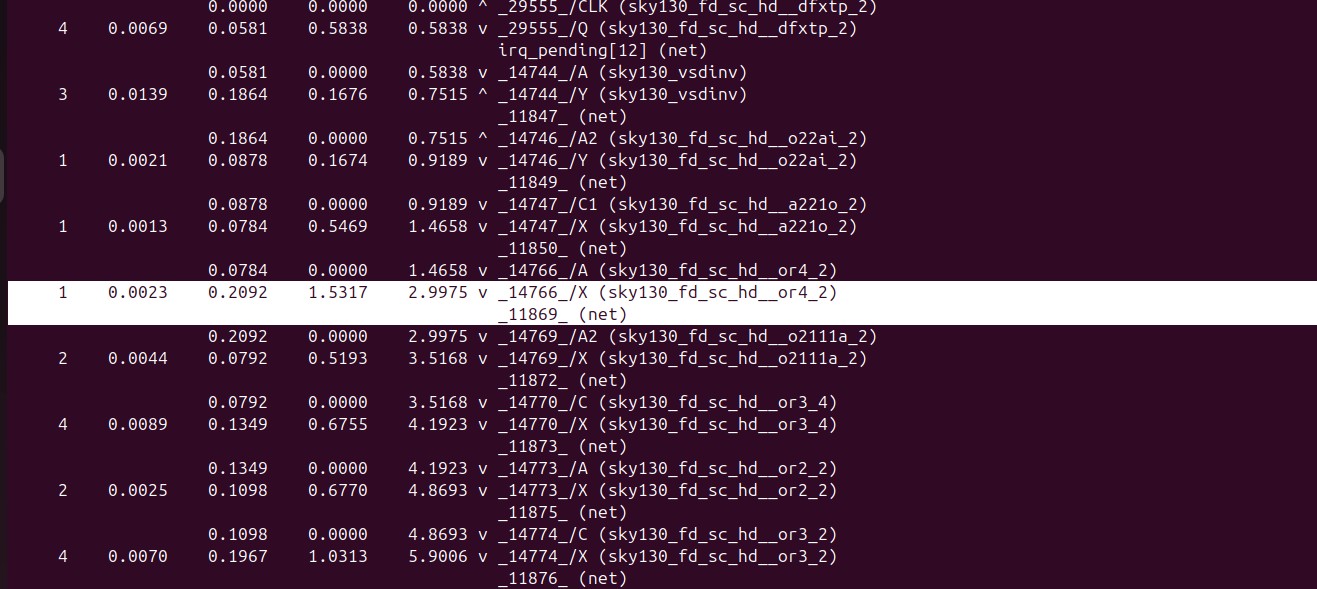 0.0000 0.0000 0.0000 ^ _29555_/CLK (sky130_fd_sc_hd__dfxtp_2)
4 0.0069 0.0581 0.5838 0.5838 v _29555_/Q (sky130_fd_sc_hd__dfxtp_2)
irq_pending[12] (net)
0.0581 0.0000 0.5838 v _14744_/A (sky130_vsdinv)
3 0.0139 0.1864 0.1676 0.7515 ^ _14744_/Y (sky130_vsdinv)
_11847_ (net)
0.1864 0.0000 0.7515 ^ _14746_/A2 (sky130_fd_sc_hd__o22ai_2)
1 0.0021 0.0878 0.1674 0.9189 v _14746_/Y (sky130_fd_sc_hd__o22ai_2)
_11849_ (net)
0.0878 0.0000 0.9189 v _14747_/C1 (sky130_fd_sc_hd__a221o_2)
1 0.0013 0.0784 0.5469 1.4658 v _14747_/X (sky130_fd_sc_hd__a221o_2)
_11850_ (net)
0.0784 0.0000 1.4658 v _14766_/A (sky130_fd_sc_hd__or4_2)
1 0.0023 0.2092 1.5317 2.9975 v _14766_/X (sky130_fd_sc_hd__or4_2)
_11869_ (net)
0.2092 0.0000 2.9975 v _14769_/A2 (sky130_fd_sc_hd__o2111a_2)
2 0.0044 0.0792 0.5193 3.5168 v _14769_/X (sky130_fd_sc_hd__o2111a_2)
_11872_ (net)
0.0792 0.0000 3.5168 v _14770_/C (sky130_fd_sc_hd__or3_4)
4 0.0089 0.1349 0.6755 4.1923 v _14770_/X (sky130_fd_sc_hd__or3_4)
_11873_ (net)
0.1349 0.0000 4.1923 v _14773_/A (sky130_fd_sc_hd__or2_2)
2 0.0025 0.1098 0.6770 4.8693 v _14773_/X (sky130_fd_sc_hd__or2_2)
_11875_ (net)
0.1098 0.0000 4.8693 v _14774_/C (sky130_fd_sc_hd__or3_2)
4 0.0070 0.1967 1.0313 5.9006 v _14774_/X (sky130_fd_sc_hd__or3_2)
_11876_ (net)